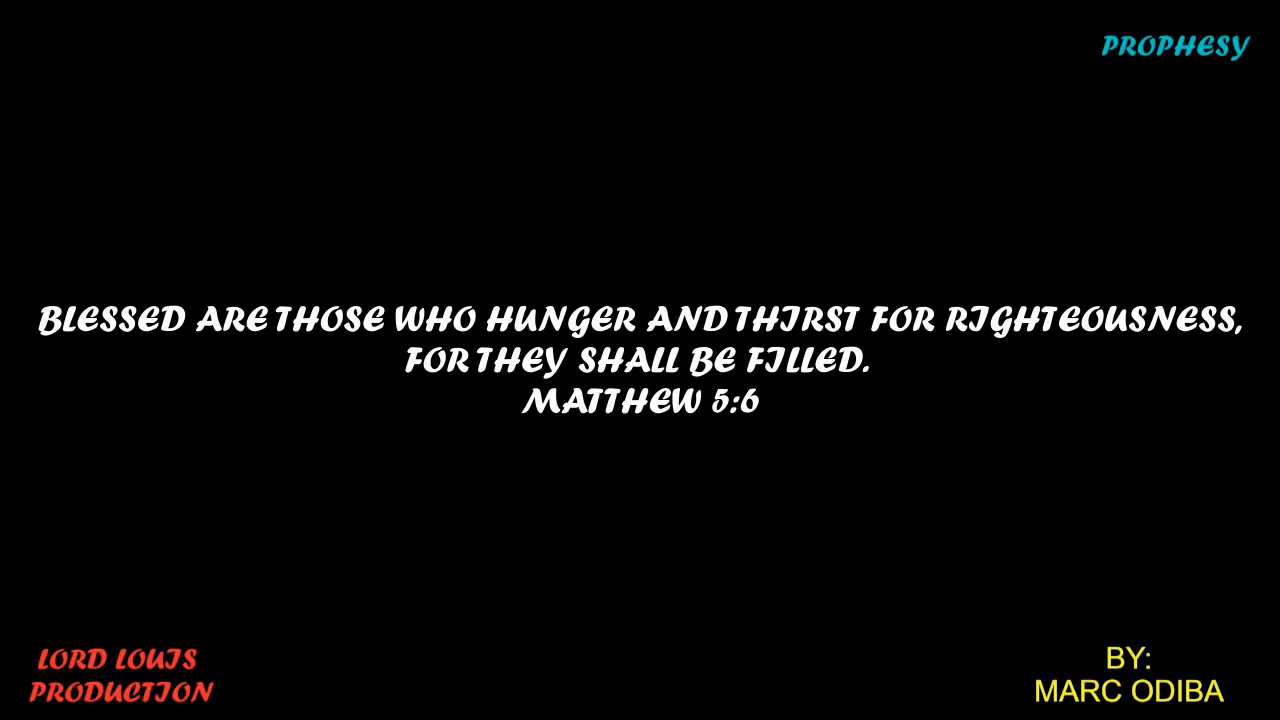 PROPHESY
BLESSED ARE THOSE WHO HUNGER AND THIRST FOR RIGHTEOUSNESS,
FOR THEY SHALL BE FILLED.
MATTHEW 5:6
LORD LOUIS
PRODUCTION
BY:
MARC ODIBA